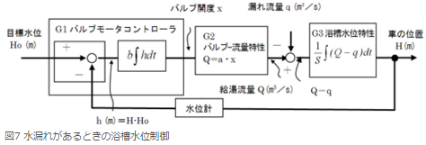 バルブ開度 x
漏れ流量 q (m³/s)
目標水位
Ho (m)
G1 バルブモータコントローラ
+
−
b∫hdt
G2
バルブ-流量特性
Q=a・x
−
+
G3 浴槽水位特性
1/S ∫(Q−q)dt
車の位置
H(m)
給湯流量 Q(m³/s)
Q−q
h (m)=H-Ho
水位計
図7 水漏れがあるときの浴槽水位制御